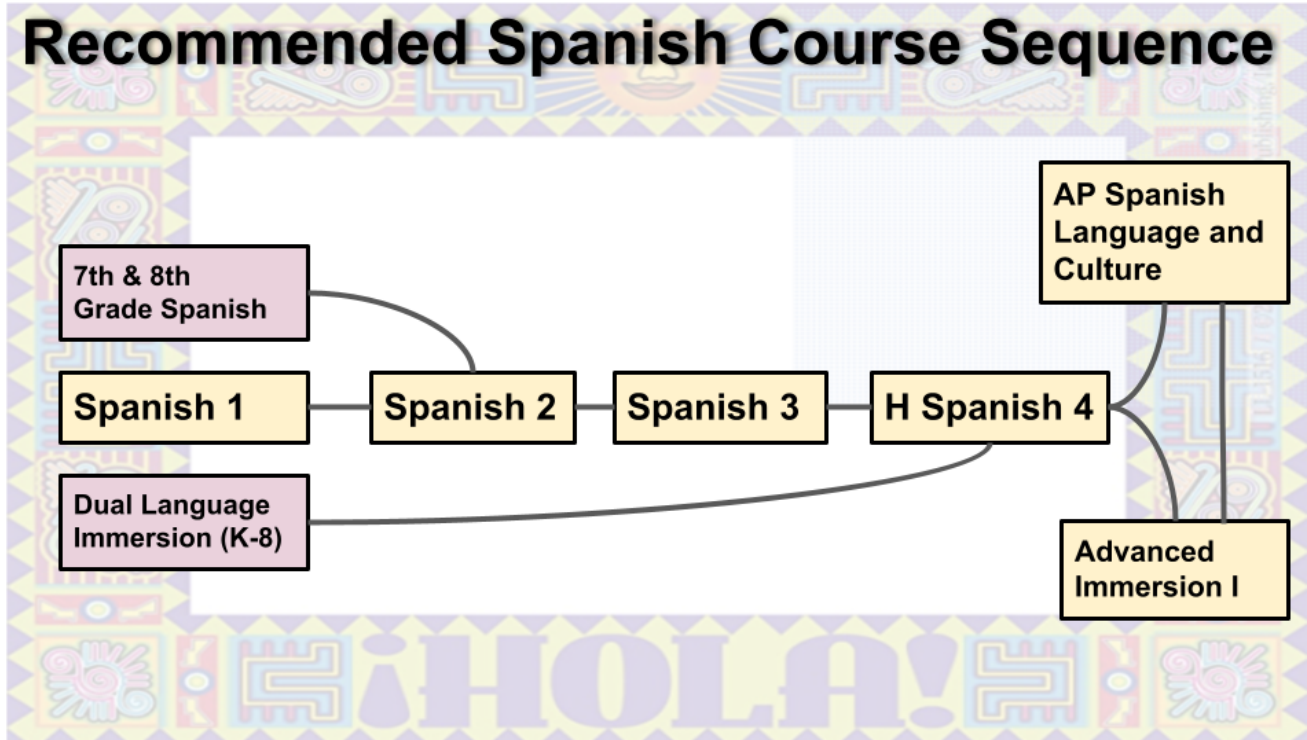 Recommended Spanish Course Sequence
AP Spanish
Language and
Culture
7th & 8th
Grade Spanish
Spanish 1
Spanish 2
Spanish 3
H Spanish 4
Dual Language
Immersion (K-8)
Advanced
Immersion I
¡HOLA!